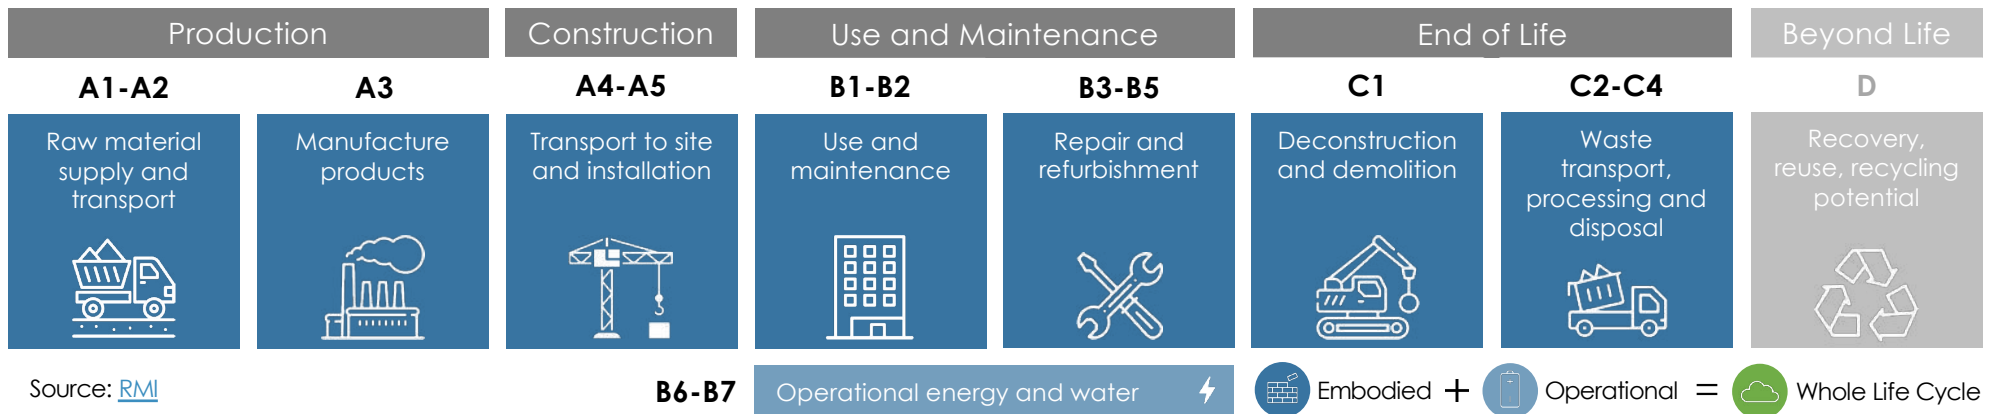 Production
Construction
Use and Maintenance
End of Life
Beyond Life
A1-A2
A3
A4-A5
B1-B2
B3-B5
C1
C2-C4
D
Raw material
supply and
transport
Manufacture
products
Transport to site
and installation
Use and
maintenance
Repair and
refurbishment
Deconstruction
and demolition
Waste
transport,
processing and
disposal
Recovery,
reuse, recycling
potential
Source: RMI
B6-B7
Operational energy and water
Embodied + Operational = Whole Life Cycle